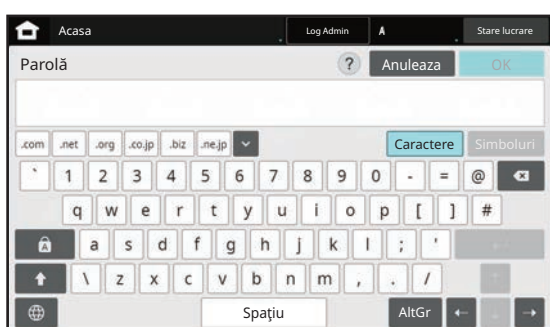 Acasa Log Admin A Stare lucrare
Parolă ? Anuleaza OK
.com .net .org .co.jp .biz .ne.jp Caractere Simboluri
` 1 2 3 4 5 6 7 8 9 0 - = @
q w e r t y u i o p [ ] #
A a s d f g h j k l ; '
\ z x c v b n m , . /
Spațiu AltGr